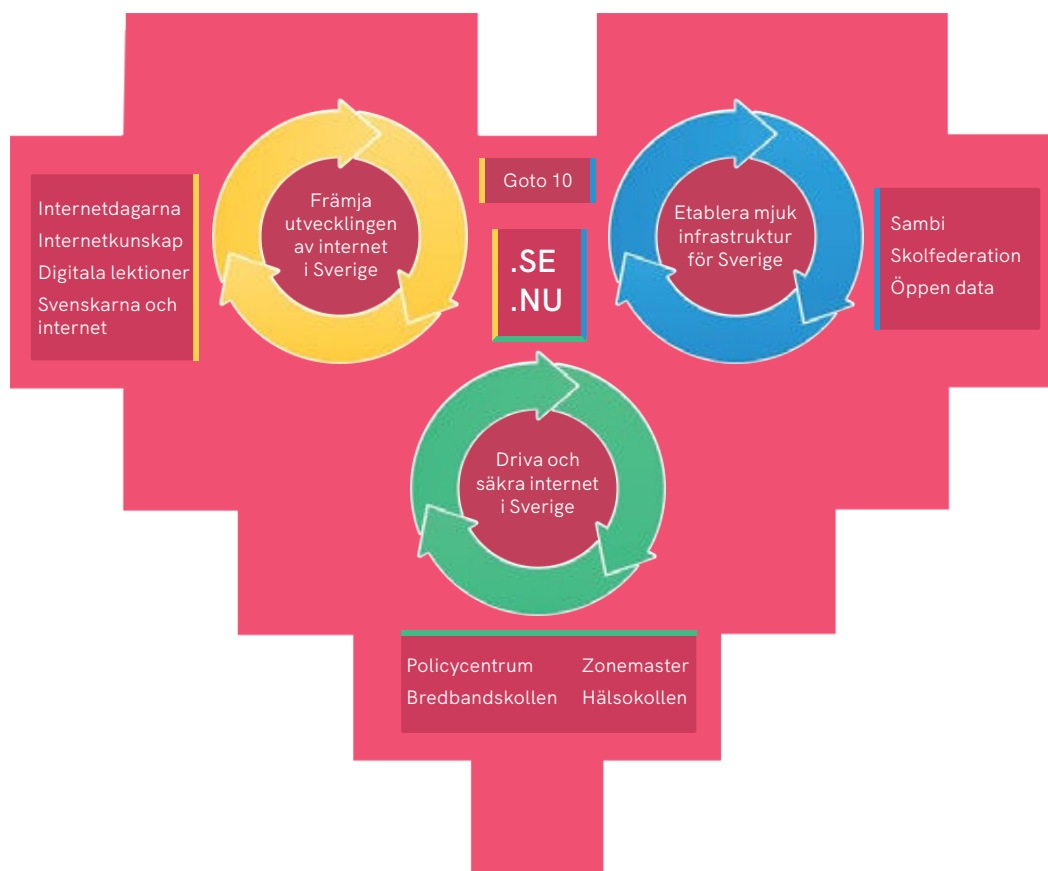 Internetdagarna
Internetkunskap
Digitala lektioner
Svenskarna och
internet
Främja
utvecklingen
av internet
i Sverige
Goto 10
.SE
.NU
Etablera mjuk
infrastruktur
för Sverige
Sambi
Skolfederation
Öppen data
Driva och
säkra internet
i Sverige
Policycentrum
Bredbandskollen
Zonemaster
Hälsokollen